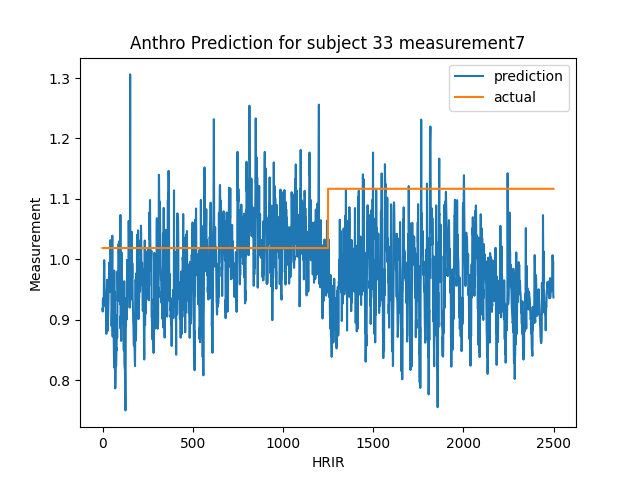 Anthro Prediction for subject 33 measurement7
prediction
actual
1.3
1.2
1.1
1.0
0.9
0.8
Measurement
0
500
1000
1500
2000
2500
HRIR